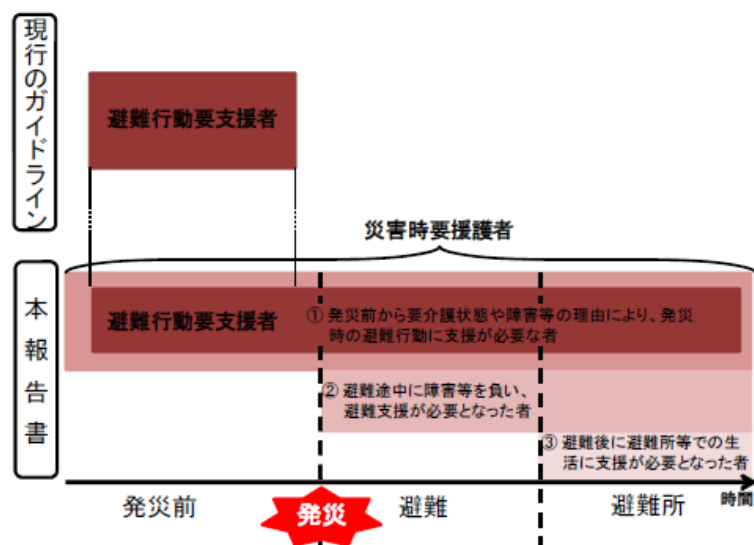 現行のガイドライン
避難行動要支援者
災害時要援護者
本報告書
避難行動要支援者
① 発災前から要介護状態や障害等の理由により、発災
時の避難行動に支援が必要な者
② 避難途中に障害等を負い、
避難支援が必要となった者
③ 避難後に避難所等での生
活に支援が必要となった者
時間
発災前
発災
避難
避難所